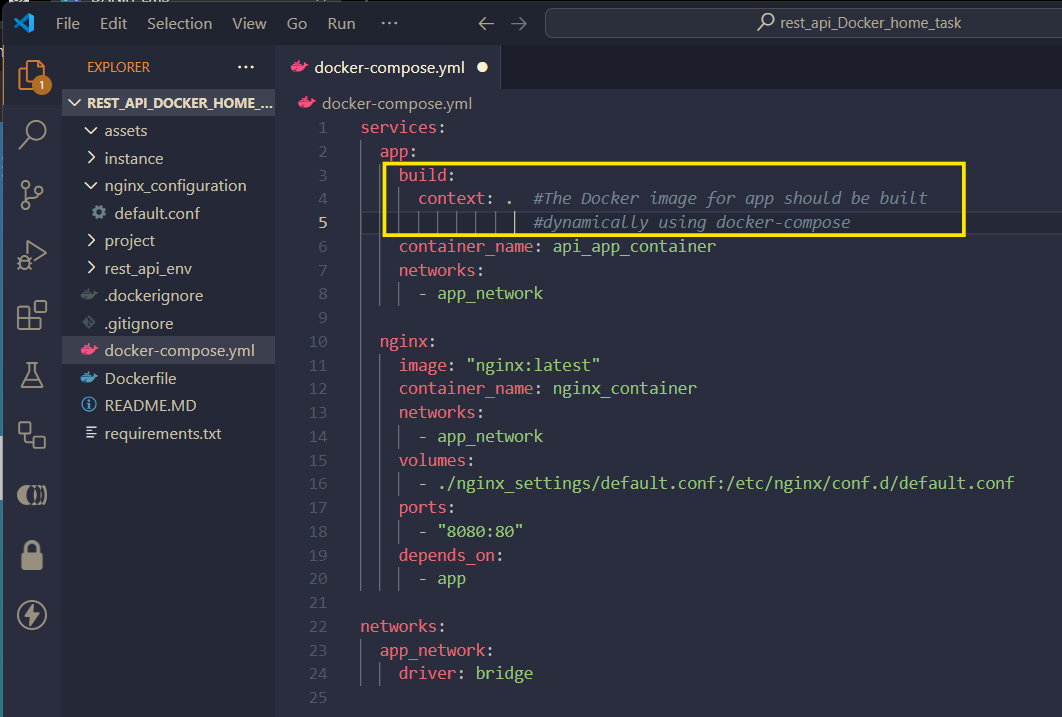 File Edit Selection View Go Run ··· rest_api_Docker_home_task
EXPLORER ···
1
REST_API_DOCKER_HOME_...
assets
instance
nginx_configuration
default.conf
project
rest_api_env
.dockerignore
.gitignore
docker-compose.yml
Dockerfile
README.MD
requirements.txt
docker-compose.yml
docker-compose.yml
1 services:
2 app:
3 build:
4 context: . #The Docker image for app should be built
5 #dynamically using docker-compose
6 container_name: api_app_container
7 networks:
8 - app_network
9
10 nginx:
11 image: "nginx:latest"
12 container_name: nginx_container
13 networks:
14 - app_network
15 volumes:
16 - ./nginx_settings/default.conf:/etc/nginx/conf.d/default.conf
17 ports:
18 - "8080:80"
19 depends_on:
20 - app
21
22 networks:
23 app_network:
24 driver: bridge
25